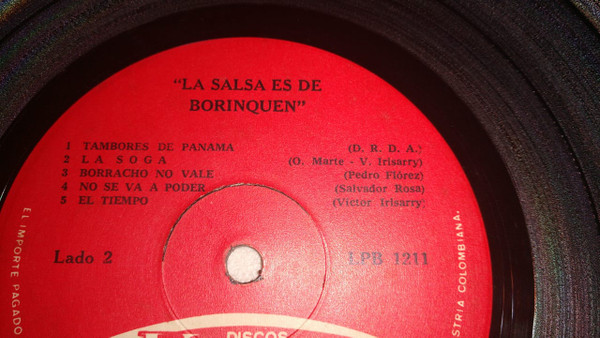 "LA SALSA ES DE
BORINQUEN"
1 TAMBORES DE PANAMA (D. R. D. A.)
2 LA SOGA (O. Marte - V. Irisarry)
3 BORRACHO NO VALE (Pedro Flórez)
4 NO SE VA A PODER (Salvador Rosa)
5 EL TIEMPO (Víctor Irisarry)
Lado 2 LPB 1211
EL IMPORTE PAGADO
STRIA COLOMBIANA.
DISCOS